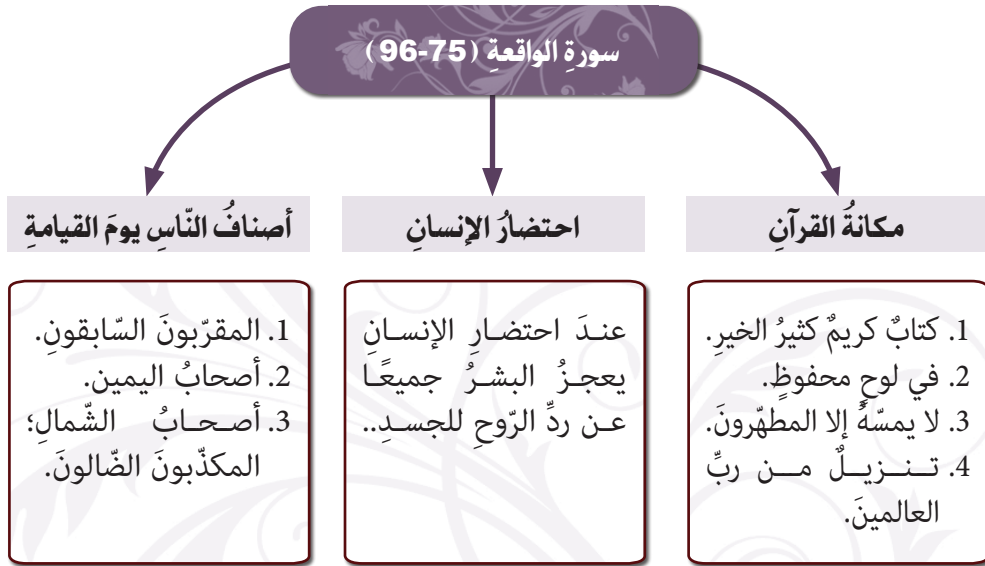 سورةِ الواقعةِ (75-96)
مكانةُ القرآنِ
احتضارُ الإنسانِ
أصنافُ النّاسِ يومَ القيامةِ
1. كتابٌ كريمٌ كثيرُ الخيرِ.
2. في لوحٍ محفوظٍ.
3. لا يمسّهُ إلا المطهّرونَ.
4. تنزيلٌ من ربِّ
العالمينَ.
عندَ احتضارِ الإنسانِ
يعجزُ البشرُ جميعًا
عن ردِّ الرّوحِ للجسدِ..
1. المقرّبونَ السّابقونِ.
2. أصحابُ اليمين.
3. أصحابُ الشّمالِ؛
المكذّبونَ الضّالونَ.